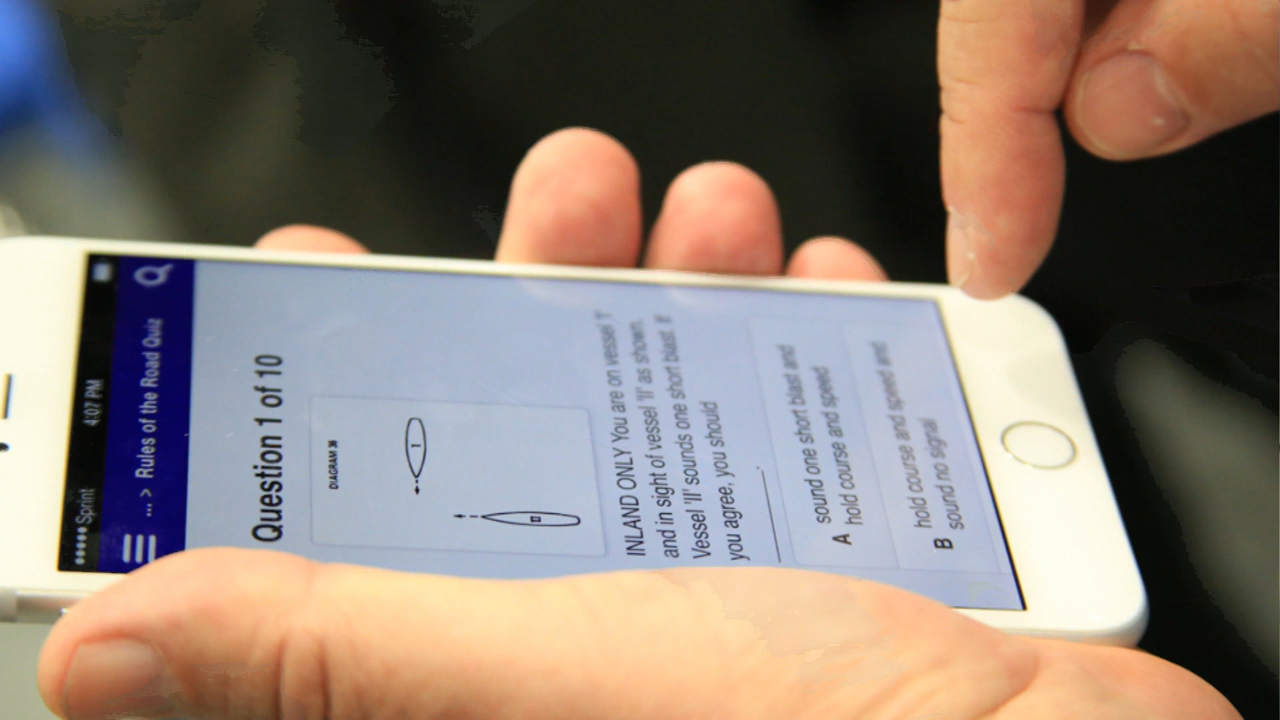 ●●●●● Sprint 4:07 PM
... > Rules of the Road Quiz
Question 1 of 10
DIAGRAM 36
I
II
INLAND ONLY You are on vessel 'I'
and in sight of vessel 'II' as shown.
Vessel 'II' sounds one short blast. If
you agree, you should
__________.
A sound one short blast and
hold course and speed
B hold course and speed and
sound no signal